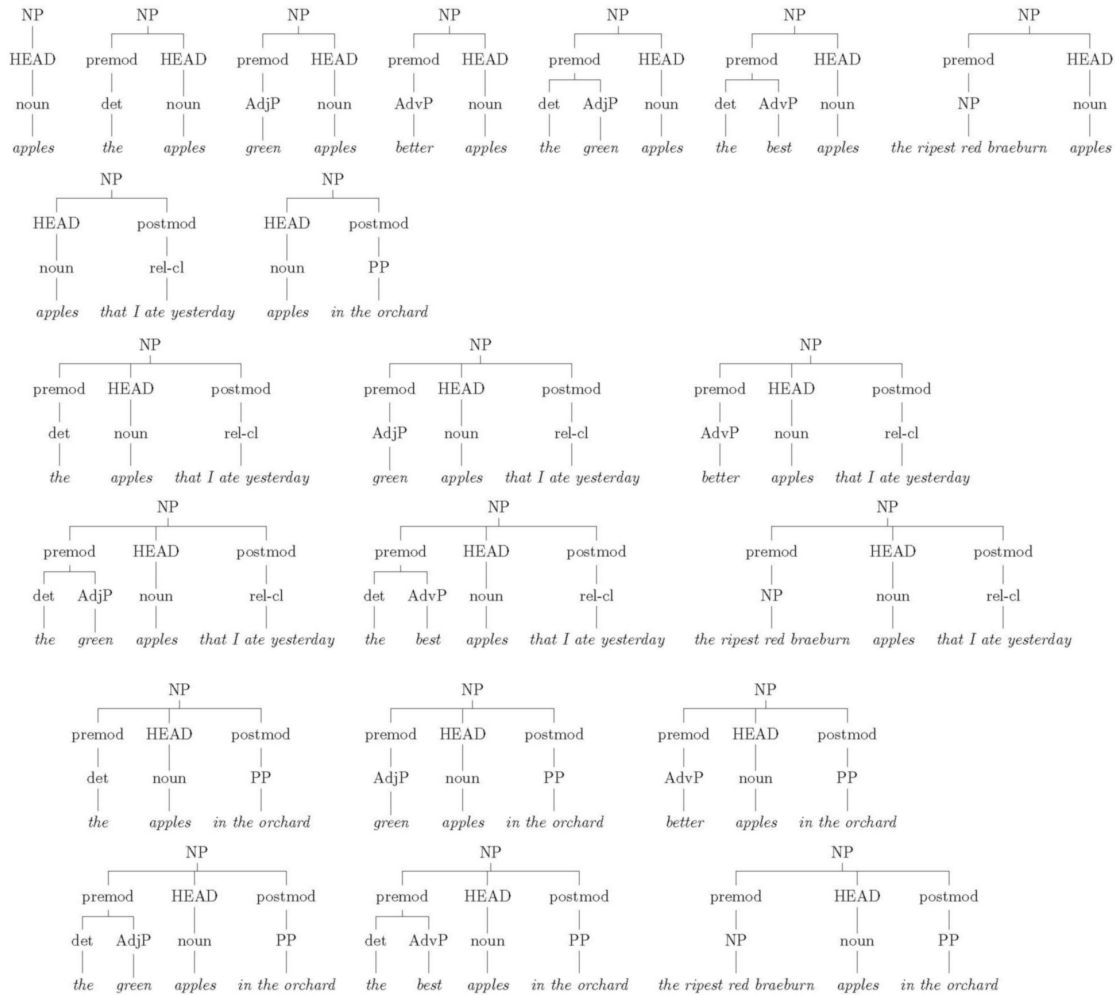 NP NP NP NP NP NP NP
HEAD premod HEAD premod HEAD premod HEAD premod HEAD premod HEAD premod HEAD
noun det noun AdjP noun AdvP noun det AdjP noun det AdvP noun NP noun
apples the apples green apples better apples the green apples the best apples the ripest red braeburn apples
NP NP
HEAD postmod HEAD postmod
noun rel-cl noun PP
apples that I ate yesterday apples in the orchard
NP NP NP
premod HEAD postmod premod HEAD postmod premod HEAD postmod
det noun rel-cl AdjP noun rel-cl AdvP noun rel-cl
the apples that I ate yesterday green apples that I ate yesterday better apples that I ate yesterday
NP NP NP
premod HEAD postmod premod HEAD postmod premod HEAD postmod
det AdjP noun rel-cl det AdvP noun rel-cl NP noun rel-cl
the green apples that I ate yesterday the best apples that I ate yesterday the ripest red braeburn apples that I ate yesterday
NP NP NP
premod HEAD postmod premod HEAD postmod premod HEAD postmod
det noun PP AdjP noun PP AdvP noun PP
the apples in the orchard green apples in the orchard better apples in the orchard
NP NP NP
premod HEAD postmod premod HEAD postmod premod HEAD postmod
det AdjP noun PP det AdvP noun PP NP noun PP
the green apples in the orchard the best apples in the orchard the ripest red braeburn apples in the orchard